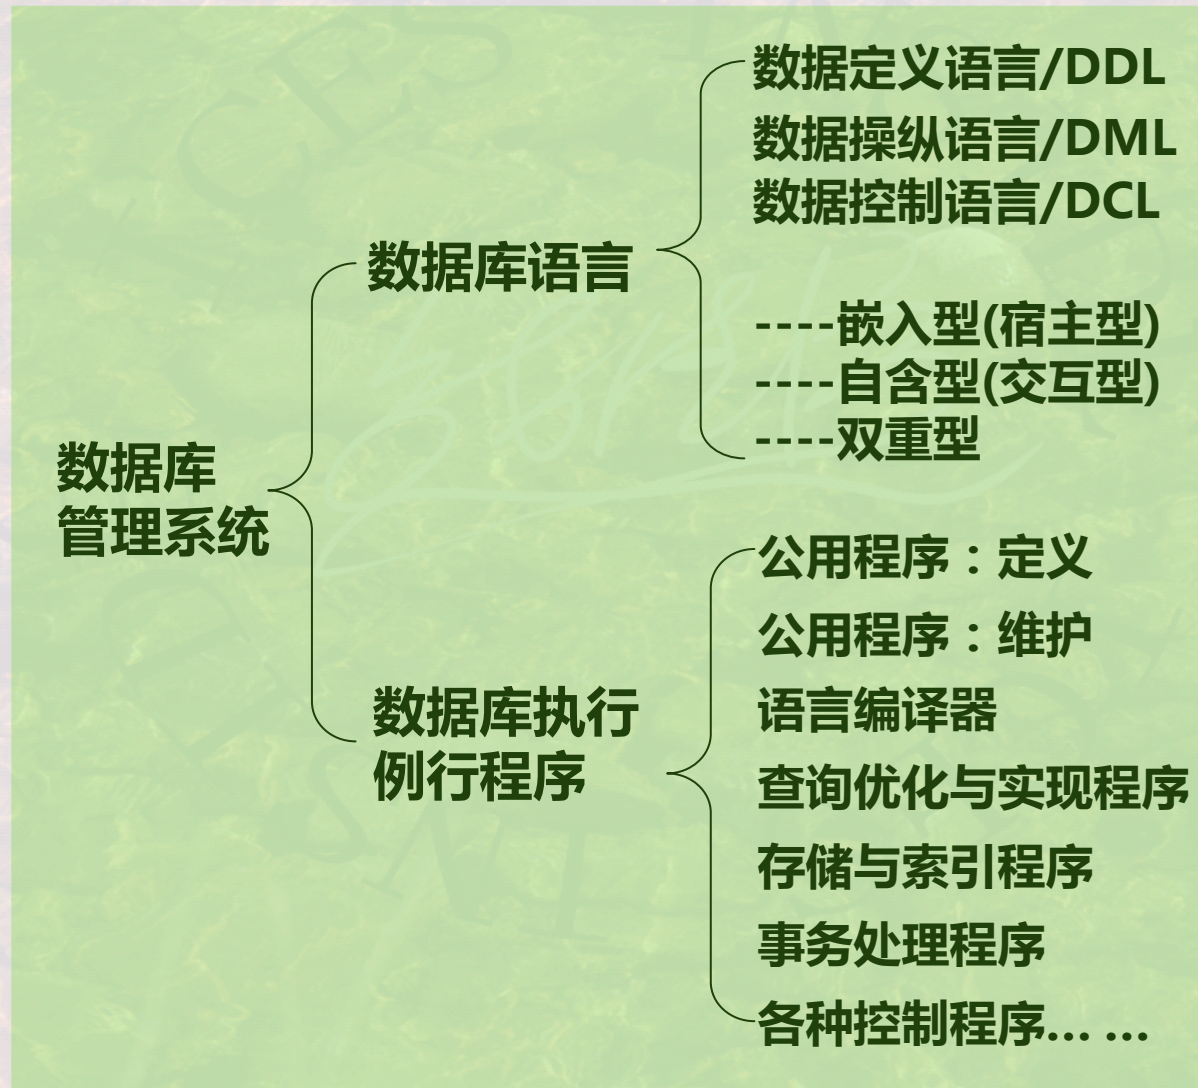 数据库
管理系统
数据库语言
数据定义语言/DDL
数据操纵语言/DML
数据控制语言/DCL
----嵌入型(宿主型)
----自含型(交互型)
----双重型
数据库执行
例行程序
公用程序：定义
公用程序：维护
语言编译器
查询优化与实现程序
存储与索引程序
事务处理程序
各种控制程序… …